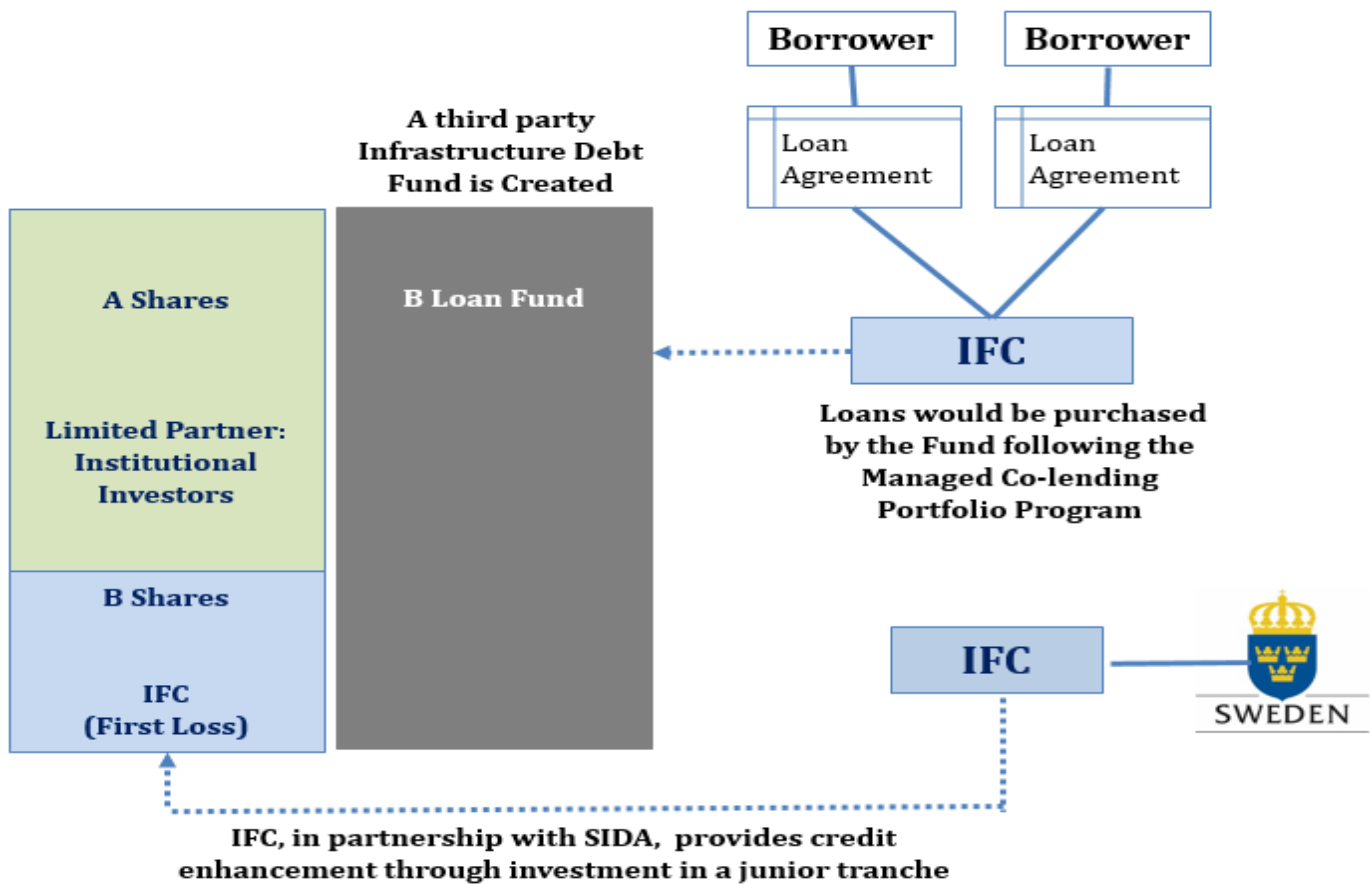 Borrower
Borrower
Loan
Agreement
Loan
Agreement
A third party
Infrastructure Debt
Fund is Created
A Shares
Limited Partner:
Institutional
Investors
B Shares
IFC
(First Loss)
B Loan Fund
IFC
Loans would be purchased
by the Fund following the
Managed Co-lending
Portfolio Program
IFC
SWEDEN
IFC, in partnership with SIDA, provides credit
enhancement through investment in a junior tranche